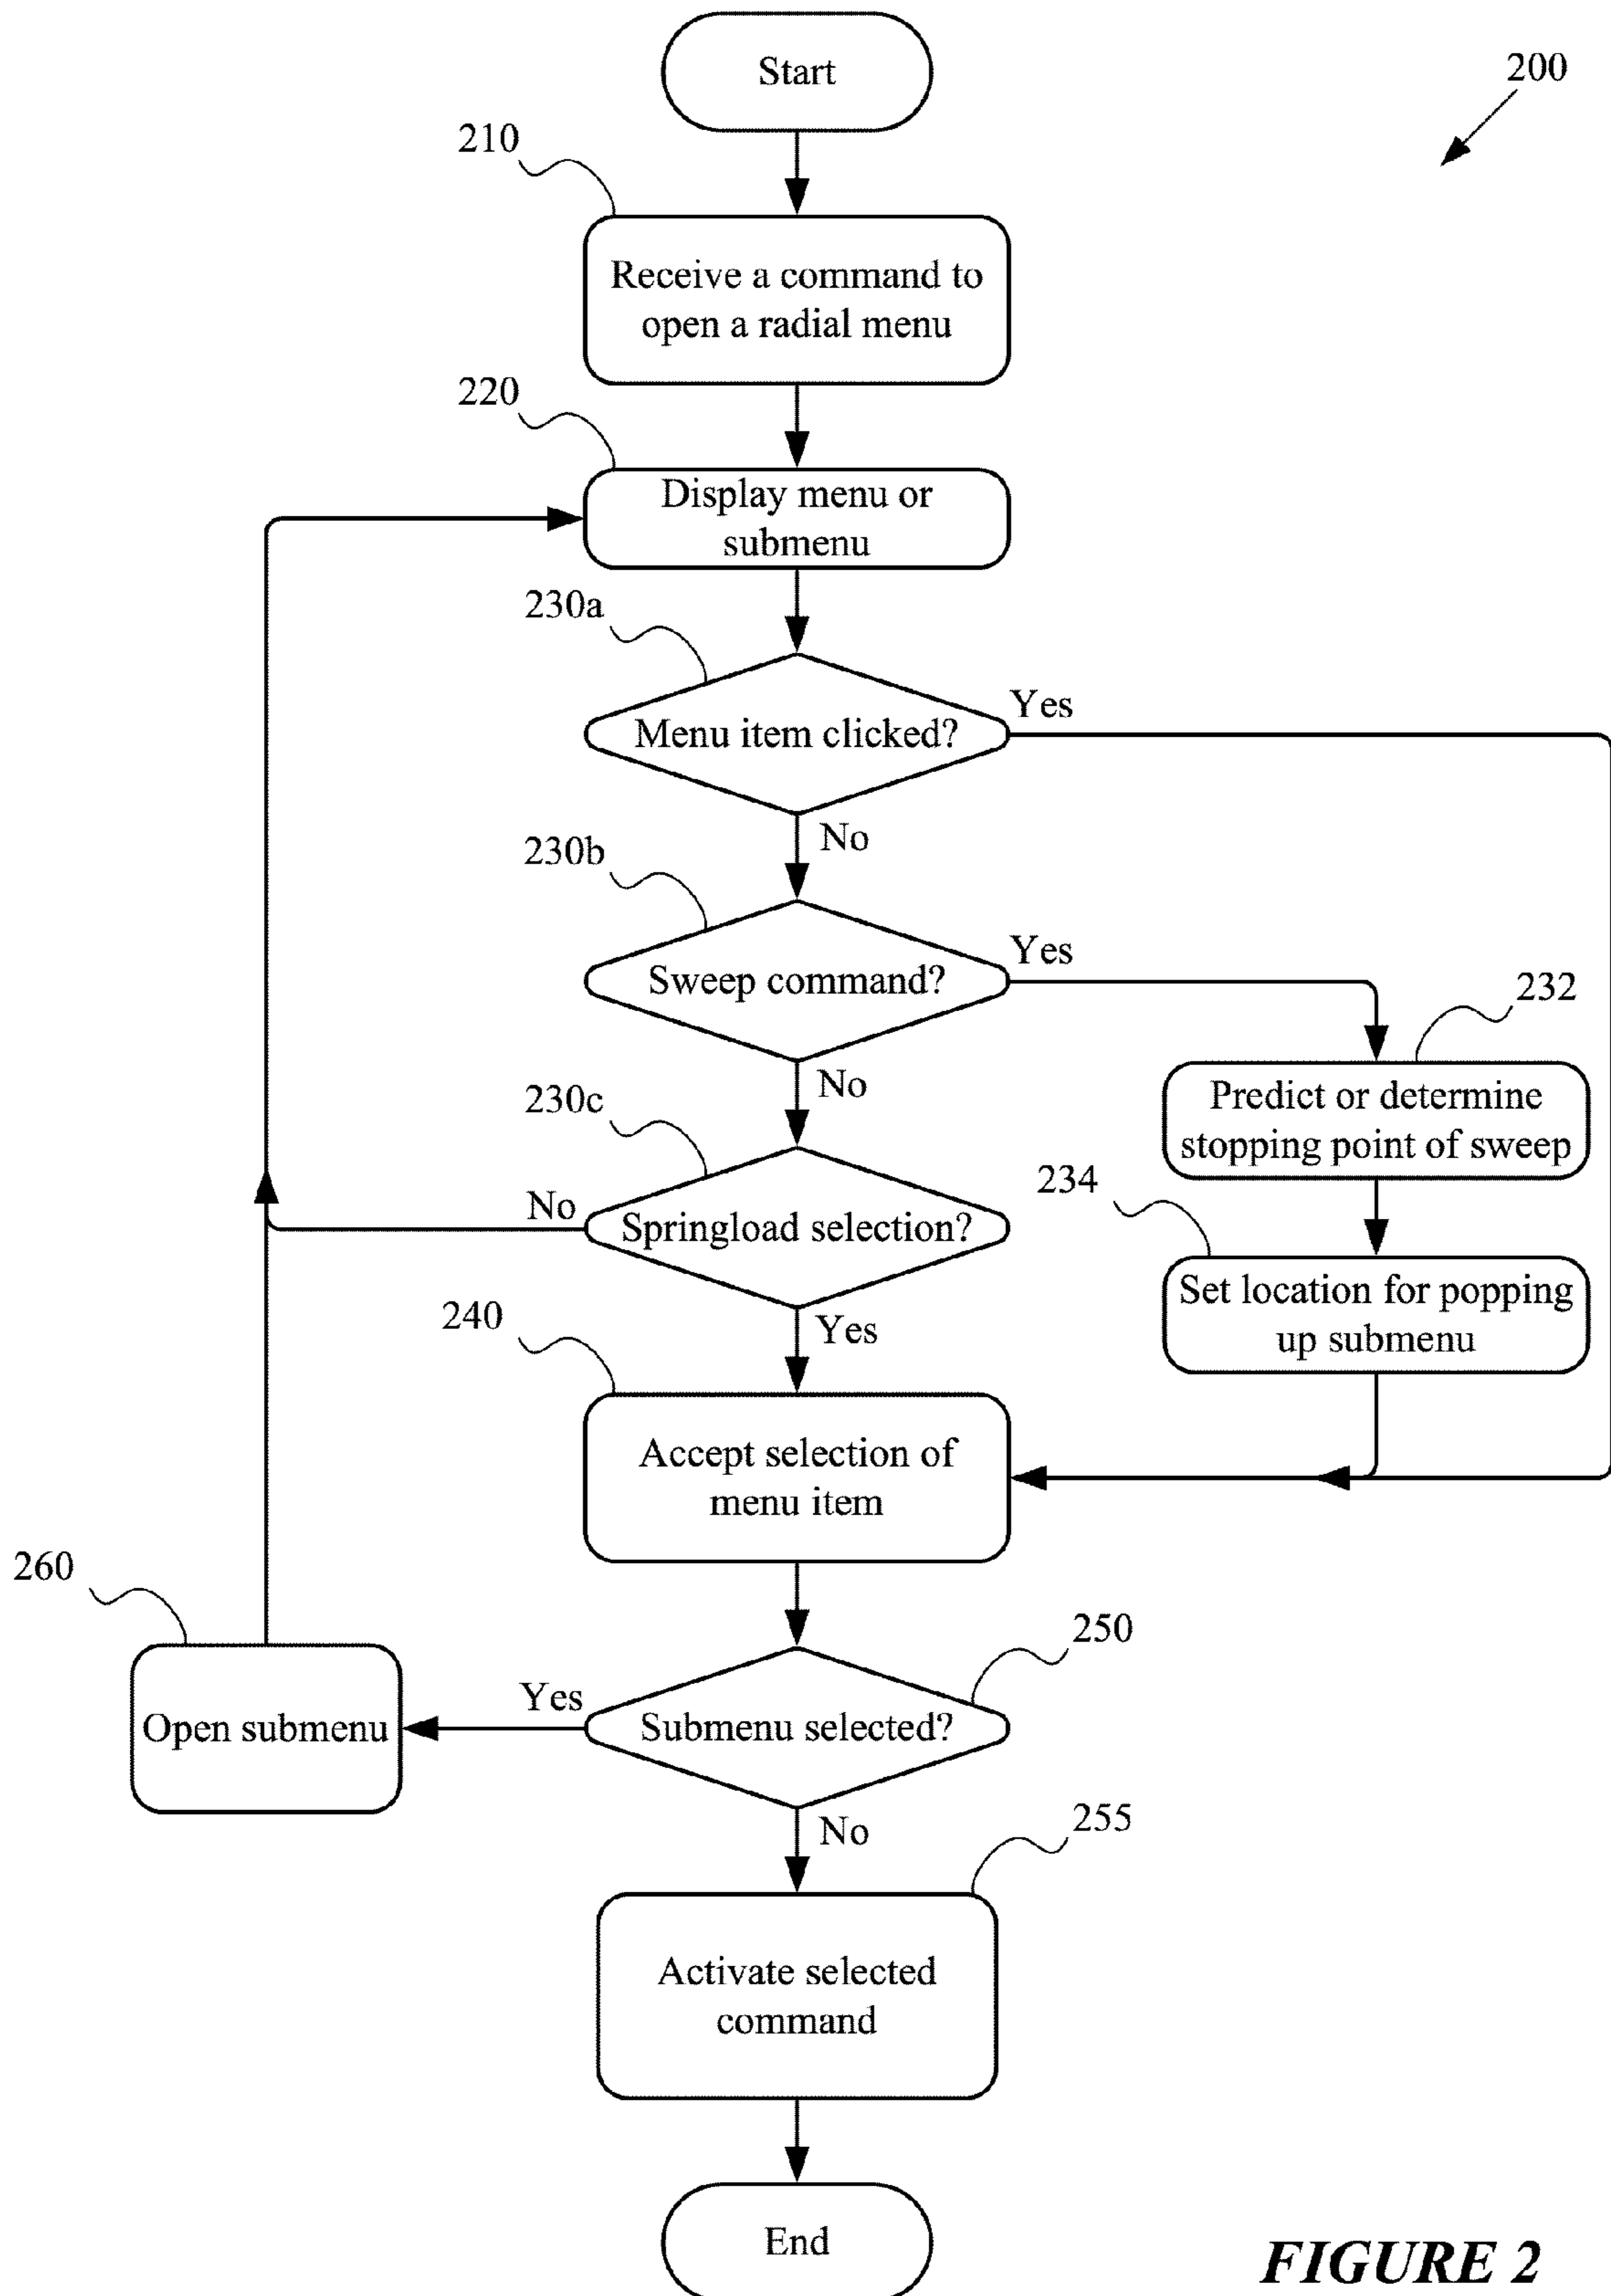 Start
200
210
Receive a command to
open a radial menu
220
Display menu or
submenu
230a
Menu item clicked?
Yes
No
230b
Sweep command?
Yes
No
232
Predict or determine
stopping point of sweep
234
Set location for popping
up submenu
230c
Springload selection?
No
Yes
240
Accept selection of
menu item
250
Submenu selected?
Yes
260
Open submenu
No
255
Activate selected
command
End
FIGURE 2